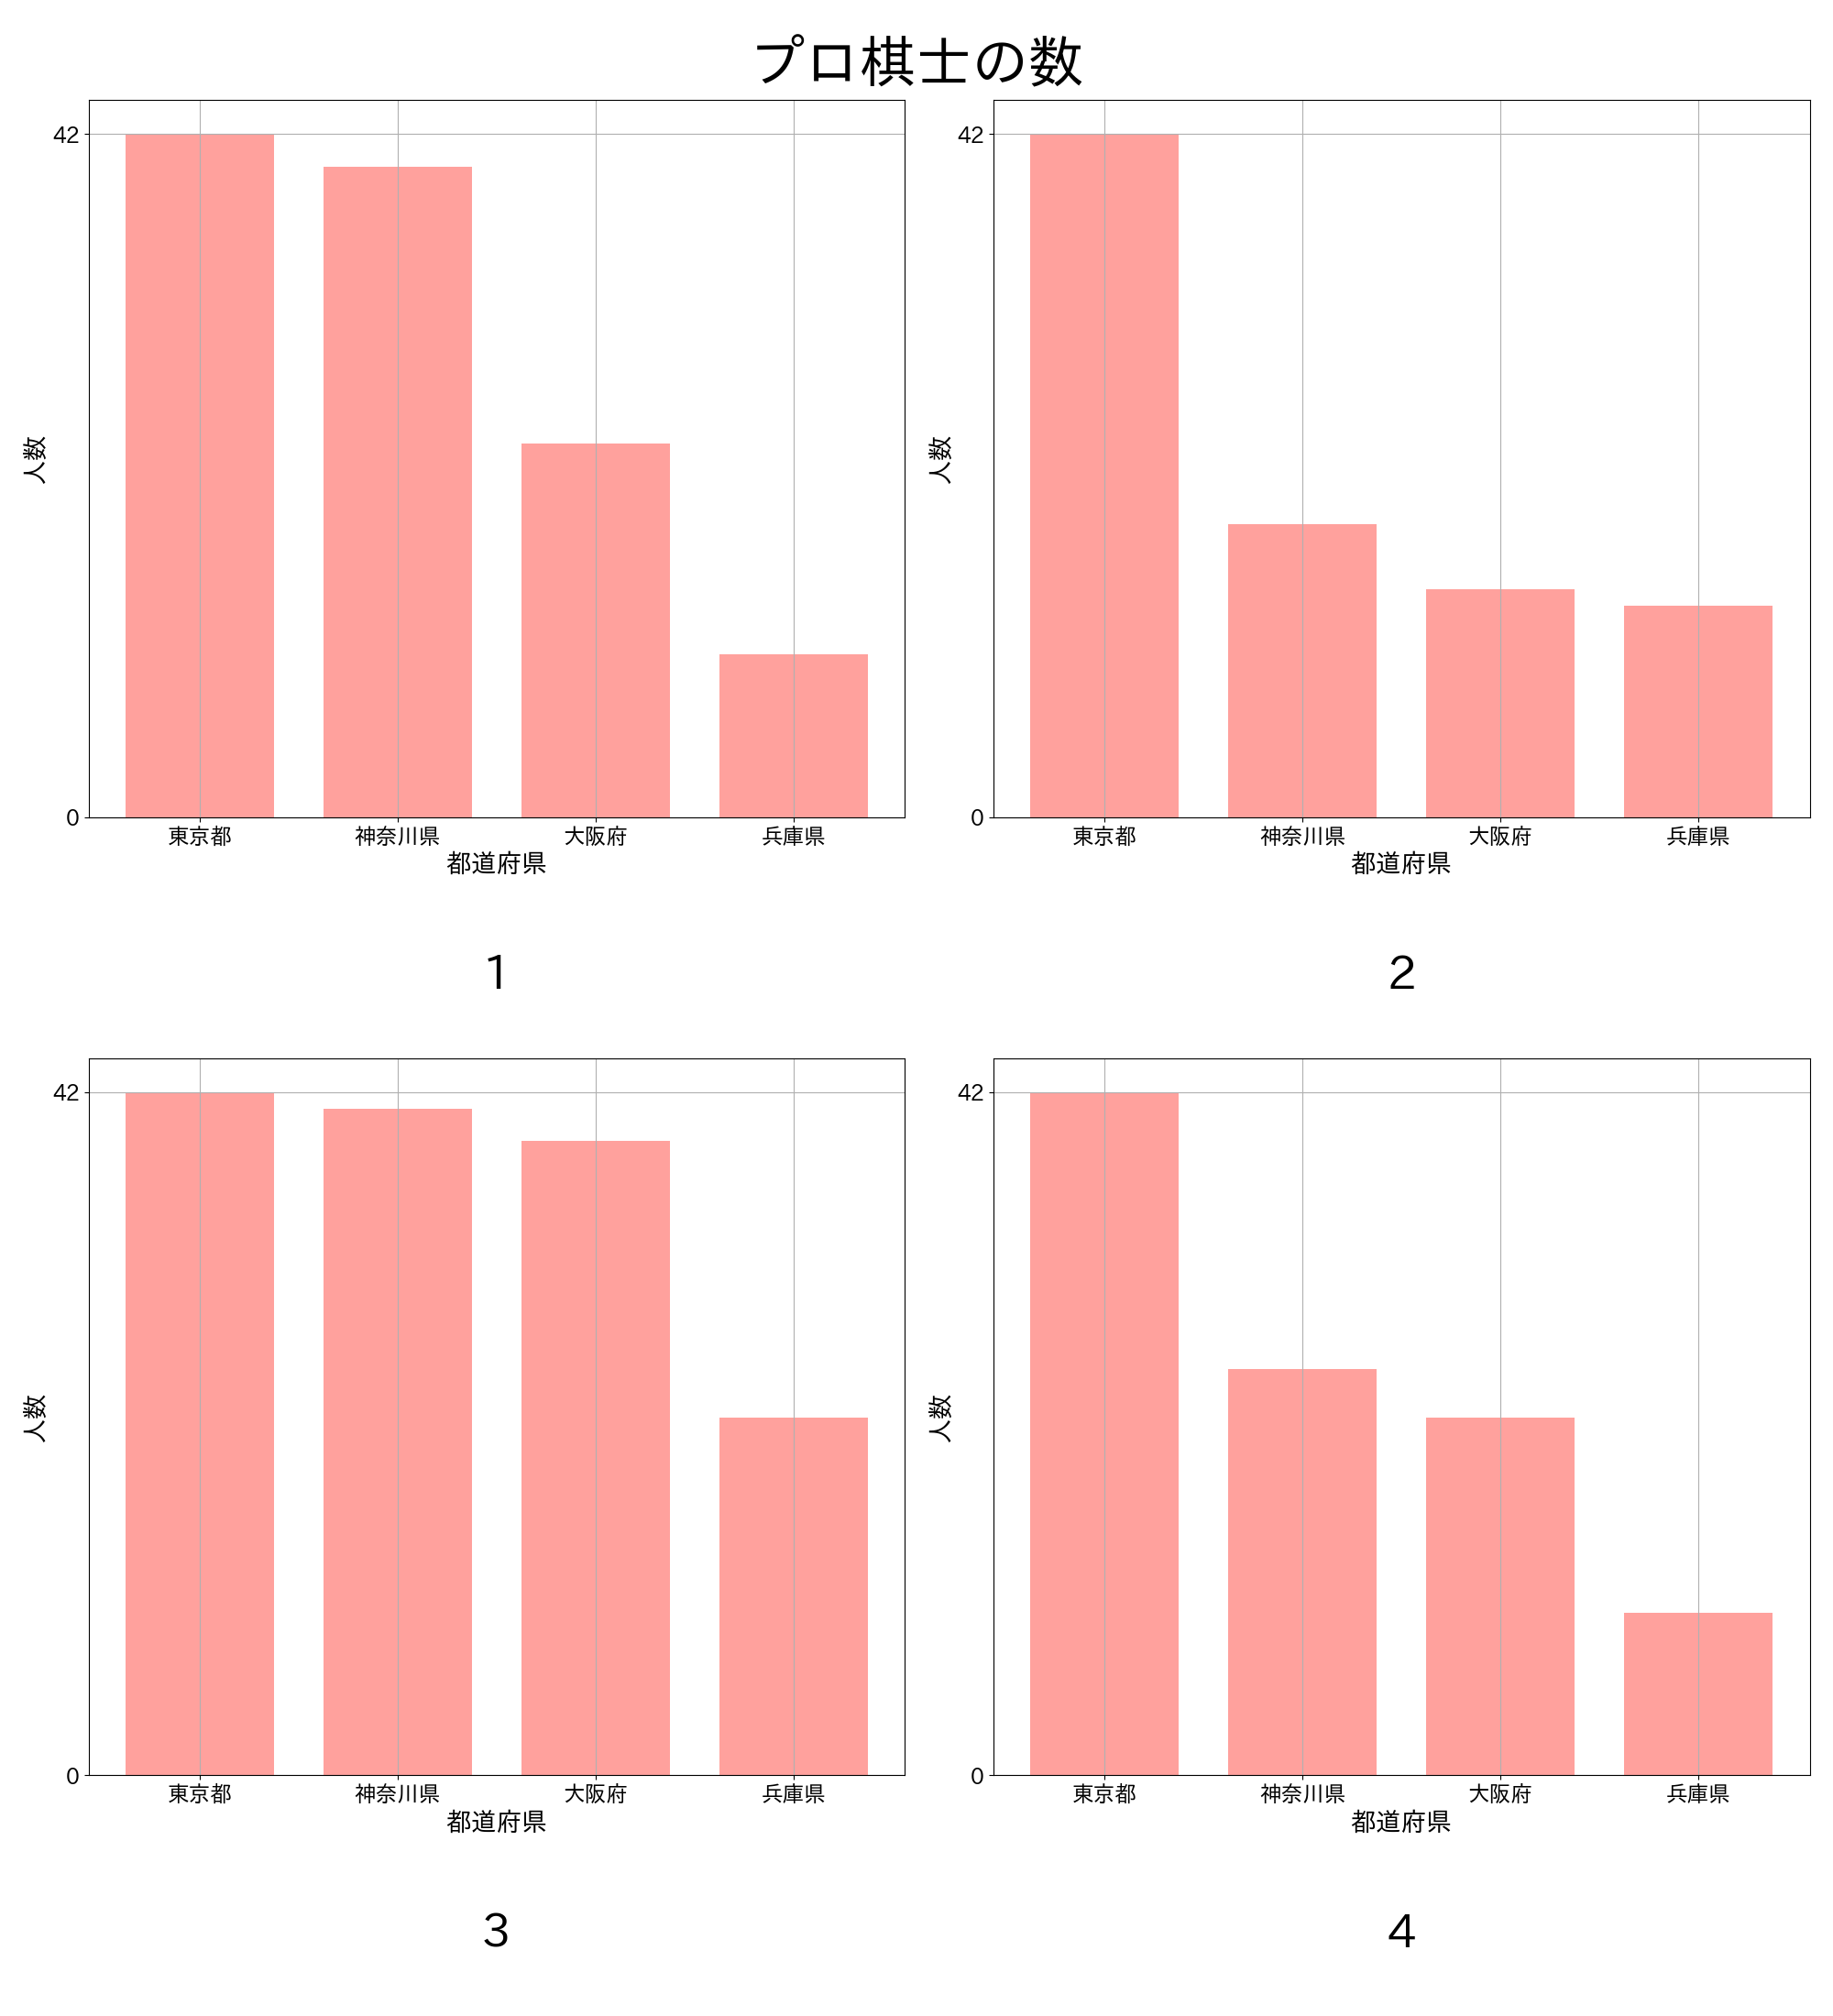 プロ棋士の数
42
0
人数
東京都 神奈川県 大阪府 兵庫県
都道府県
1
42
0
人数
東京都 神奈川県 大阪府 兵庫県
都道府県
2
42
0
人数
東京都 神奈川県 大阪府 兵庫県
都道府県
3
42
0
人数
東京都 神奈川県 大阪府 兵庫県
都道府県
4